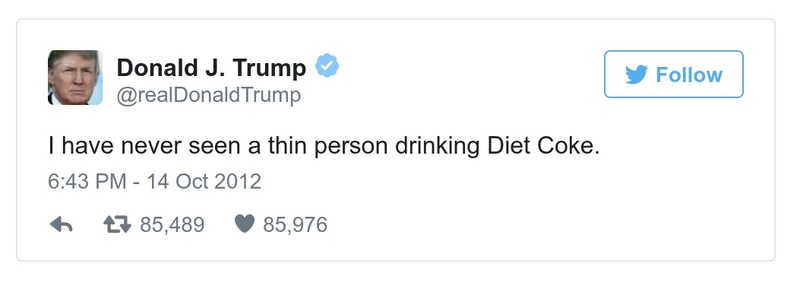 Donald J. Trump
@realDonaldTrump
Follow
I have never seen a thin person drinking Diet Coke.
6:43 PM - 14 Oct 2012
85,489 85,976